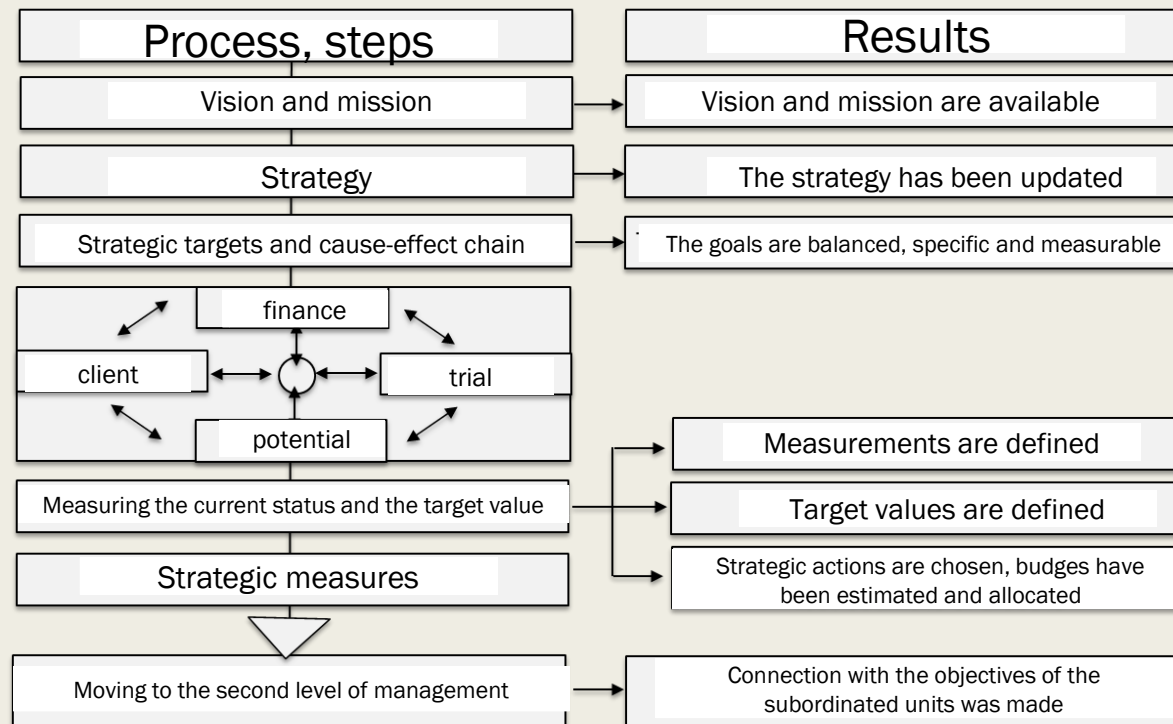 Process, steps
Results
Vision and mission
Vision and mission are available
Strategy
The strategy has been updated
Strategic targets and cause-effect chain
The goals are balanced, specific and measurable
finance
client
trial
potential
Measuring the current status and the target value
Measurements are defined
Target values are defined
Strategic actions are chosen, budges have
been estimated and allocated
Strategic measures
Moving to the second level of management
Connection with the objectives of the
subordinated units was made